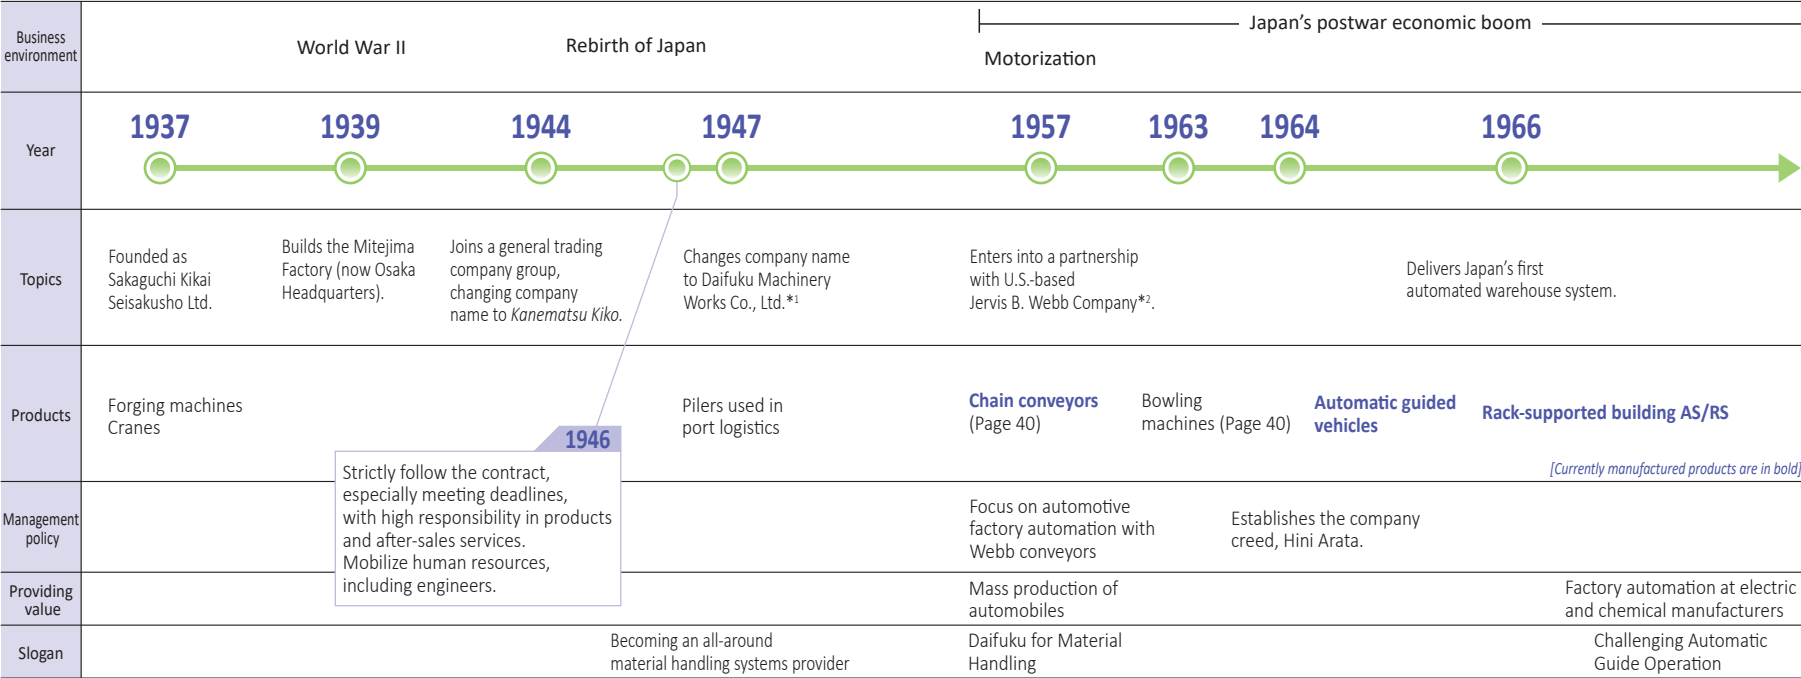 Business
environment
World War II
Rebirth of Japan
Japan's postwar economic boom
Motorization
Year
1937
1939
1944
1947
1957
1963
1964
1966
Topics
Founded as
Sakaguchi Kikai
Seisakusho Ltd.
Builds the Mitejima
Factory (now Osaka
Headquarters).
Joins a general trading
company group,
changing company
name to Kanematsu Kiko.
Changes company name
to Daifuku Machinery
Works Co., Ltd.*1
Enters into a partnership
with U.S.-based
Jervis B. Webb Company*2.
Delivers Japan's first
automated warehouse system.
Products
Forging machines
Cranes
Pilers used in
port logistics
Chain conveyors
(Page 40)
Bowling
machines (Page 40)
Automatic guided
vehicles
Rack-supported building AS/RS
[Currently manufactured products are in bold]
1946
Strictly follow the contract,
especially meeting deadlines,
with high responsibility in products
and after-sales services.
Mobilize human resources,
including engineers.
Management
policy
Focus on automotive
factory automation with
Webb conveyors
Establishes the company
creed, Hini Arata.
Providing
value
Mass production of
automobiles
Factory automation at electric
and chemical manufacturers
Slogan
Becoming an all-around
material handling systems provider
Daifuku for Material
Handling
Challenging Automatic
Guide Operation